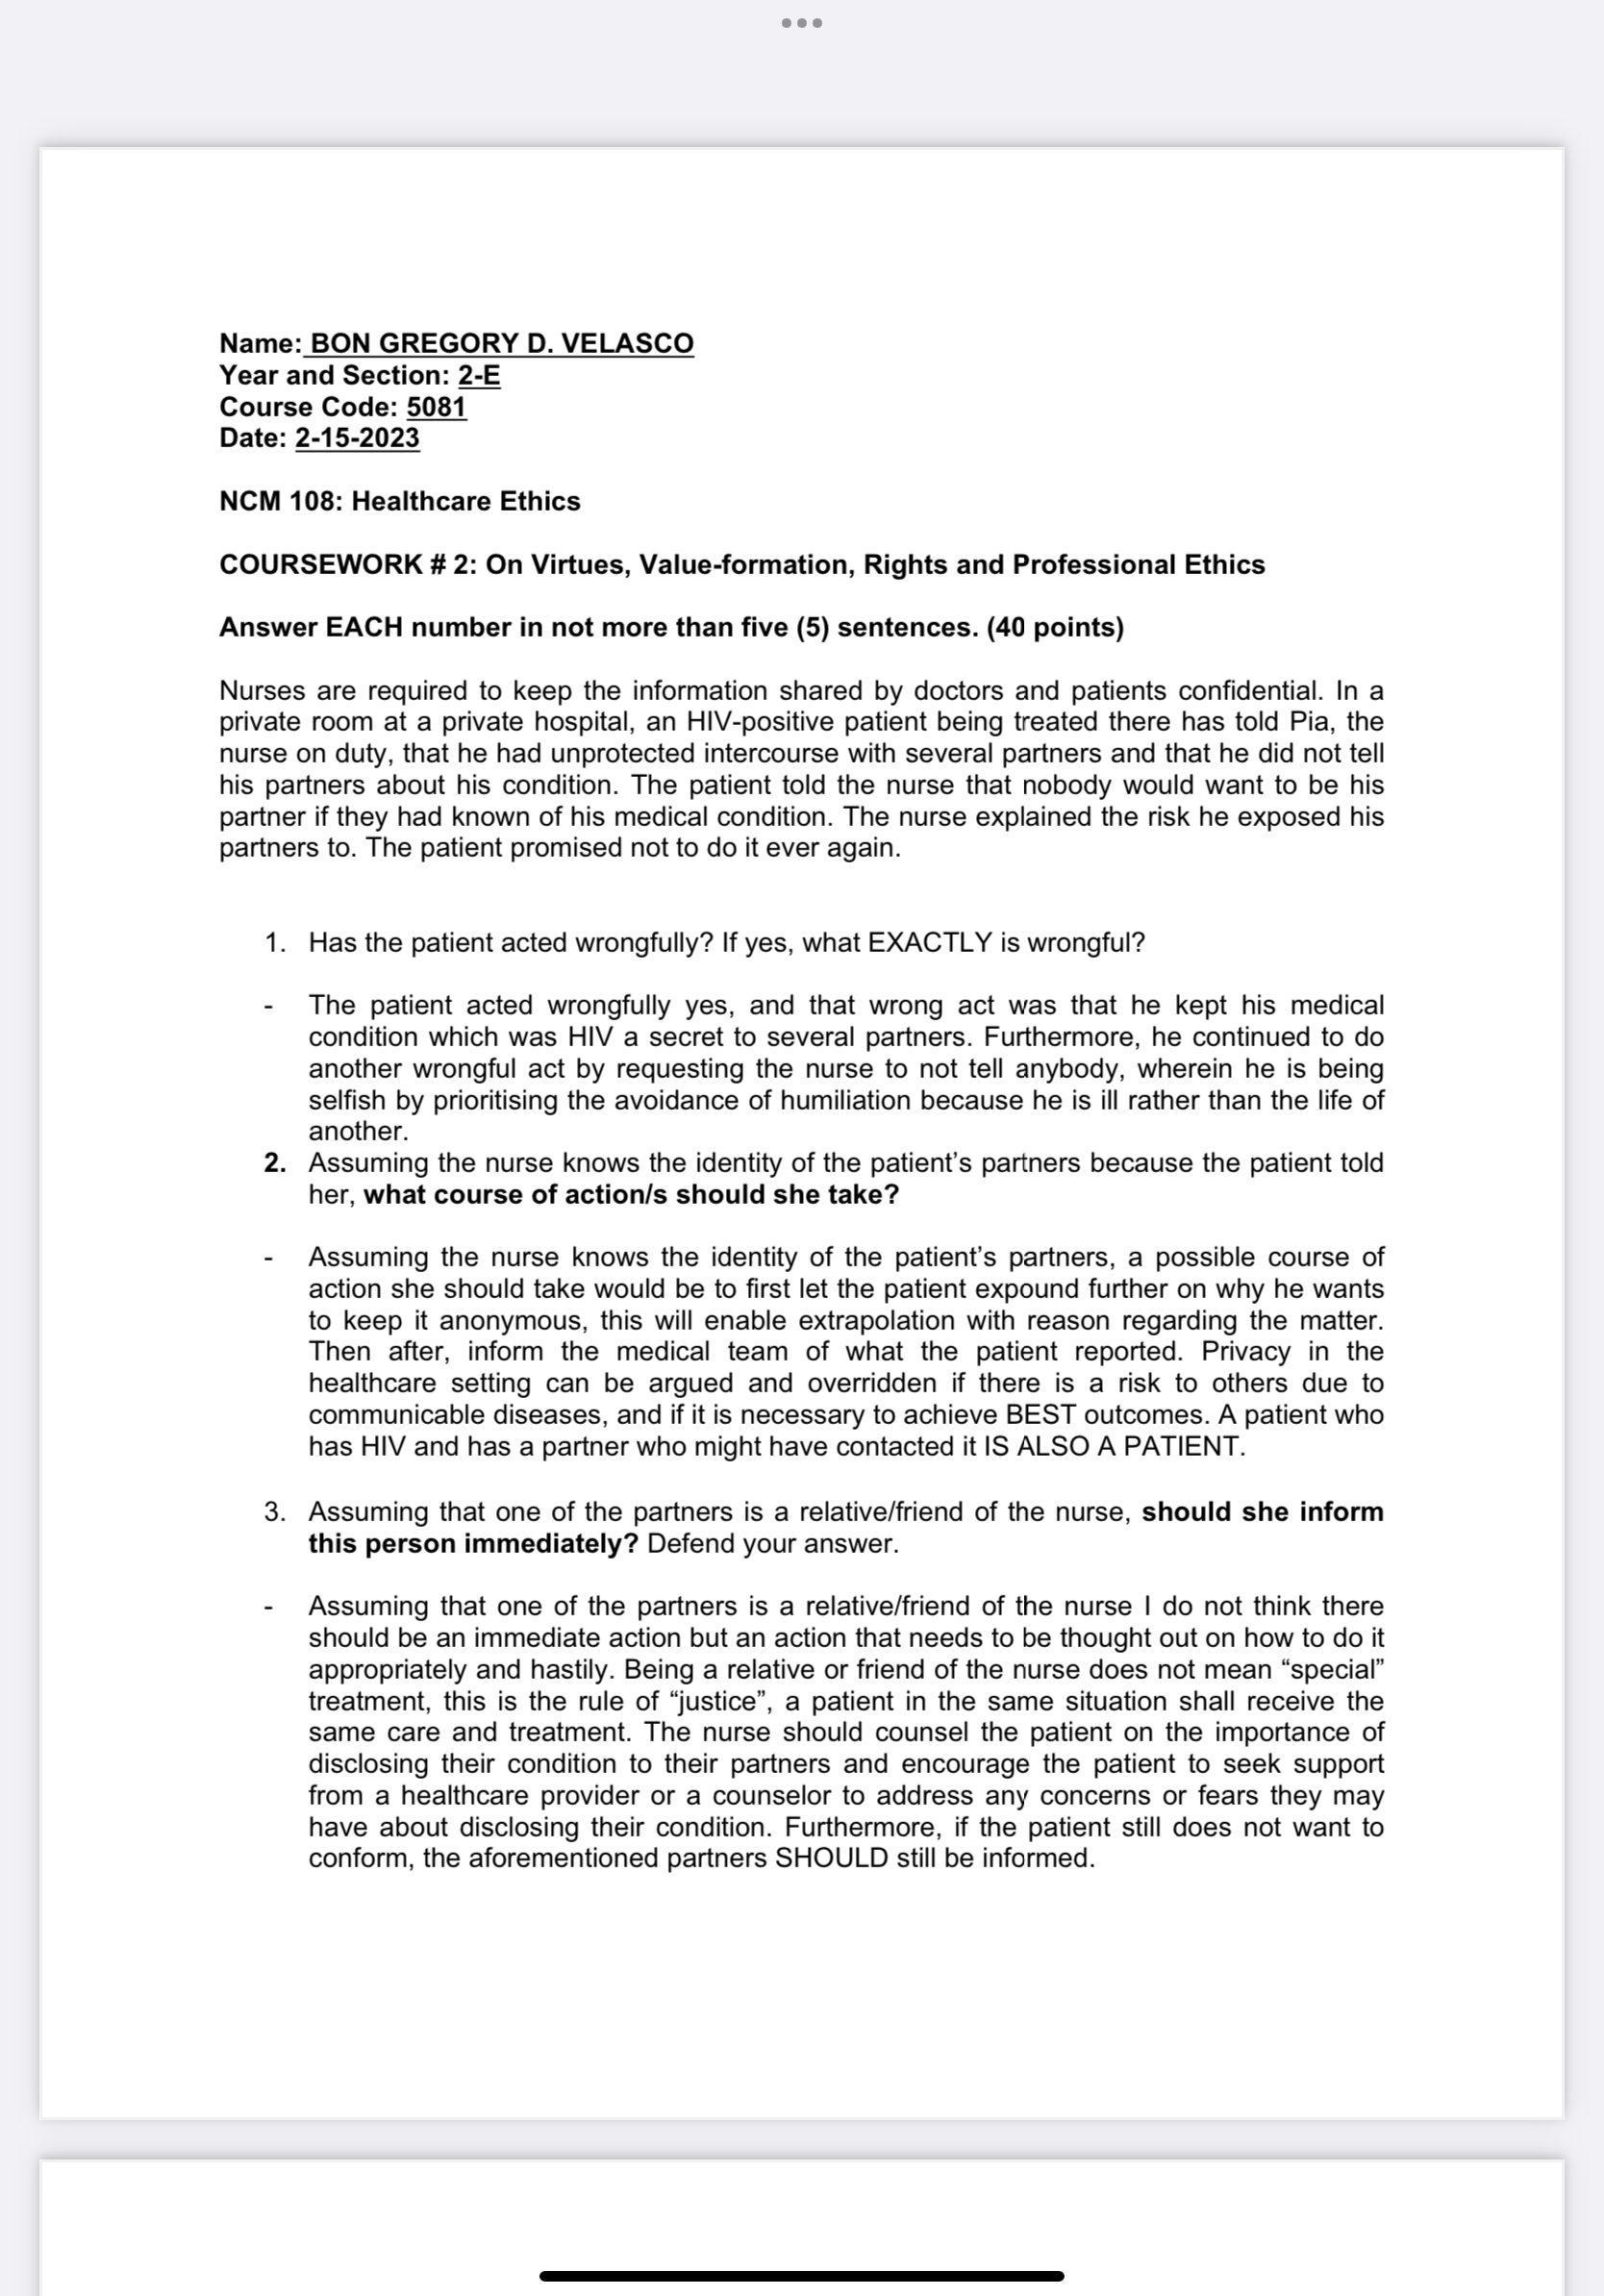 Name: BON GREGORY D. VELASCO
Year and Section: 2-E
Course Code: 5081
Date: 2-15-2023
NCM 108: Healthcare Ethics
COURSEWORK # 2: On Virtues, Value-formation, Rights and Professional Ethics
Answer EACH number in not more than five (5) sentences. (40 points)
Nurses are required to keep the information shared by doctors and patients confidential. In a
private room at a private hospital, an HIV-positive patient being treated there has told Pia, the
nurse on duty, that he had unprotected intercourse with several partners and that he did not tell
his partners about his condition. The patient told the nurse that nobody would want to be his
partner if they had known of his medical condition. The nurse explained the risk he exposed his
partners to. The patient promised not to do it ever again.
1. Has the patient acted wrongfully? If yes, what EXACTLY is wrongful?
- The patient acted wrongfully yes, and that wrong act was that he kept his medical
condition which was HIV a secret to several partners. Furthermore, he continued to do
another wrongful act by requesting the nurse to not tell anybody, wherein he is being
selfish by prioritising the avoidance of humiliation because he is ill rather than the life of
another.
2. Assuming the nurse knows the identity of the patient’s partners because the patient told
her, what course of action/s should she take?
- Assuming the nurse knows the identity of the patient’s partners, a possible course of
action she should take would be to first let the patient expound further on why he wants
to keep it anonymous, this will enable extrapolation with reason regarding the matter.
Then after, inform the medical team of what the patient reported. Privacy in the
healthcare setting can be argued and overridden if there is a risk to others due to
communicable diseases, and if it is necessary to achieve BEST outcomes. A patient who
has HIV and has a partner who might have contacted it IS ALSO A PATIENT.
3. Assuming that one of the partners is a relative/friend of the nurse, should she inform
this person immediately? Defend your answer.
- Assuming that one of the partners is a relative/friend of the nurse I do not think there
should be an immediate action but an action that needs to be thought out on how to do it
appropriately and hastily. Being a relative or friend of the nurse does not mean “special”
treatment, this is the rule of “justice”, a patient in the same situation shall receive the
same care and treatment. The nurse should counsel the patient on the importance of
disclosing their condition to their partners and encourage the patient to seek support
from a healthcare provider or a counselor to address any concerns or fears they may
have about disclosing their condition. Furthermore, if the patient still does not want to
conform, the aforementioned partners SHOULD still be informed.